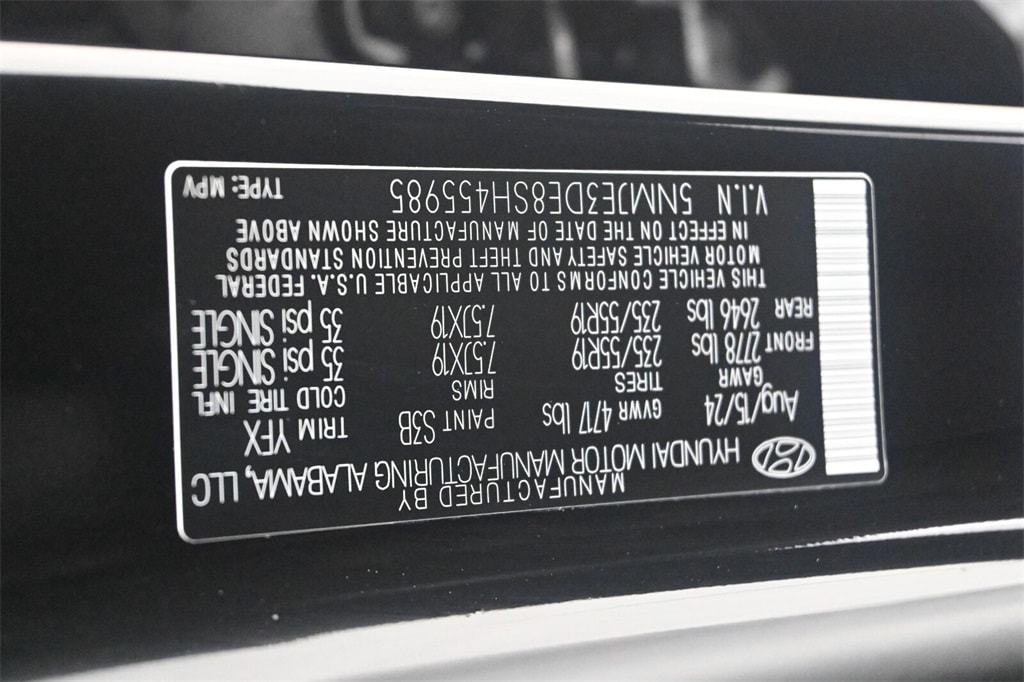 MANUFACTURED BY
HYUNDAI MOTOR MANUFACTURING ALABAMA, LLC
Aug/15/24 GVWR 4717 lbs PAINT S3B TRIM YFX
GAWR TIRES RIMS COLD TIRE INFL
FRONT 2778 lbs 235/55R19 7.5JX19 35 psi SINGLE
REAR 2646 lbs 235/55R19 7.5JX19 35 psi SINGLE
THIS VEHICLE CONFORMS TO ALL APPLICABLE U.S.A. FEDERAL
MOTOR VEHICLE SAFETY AND THEFT PREVENTION STANDARDS
IN EFFECT ON THE DATE OF MANUFACTURE SHOWN ABOVE
V.I.N 5NMJE3DE8SH455985 TYPE: MPV